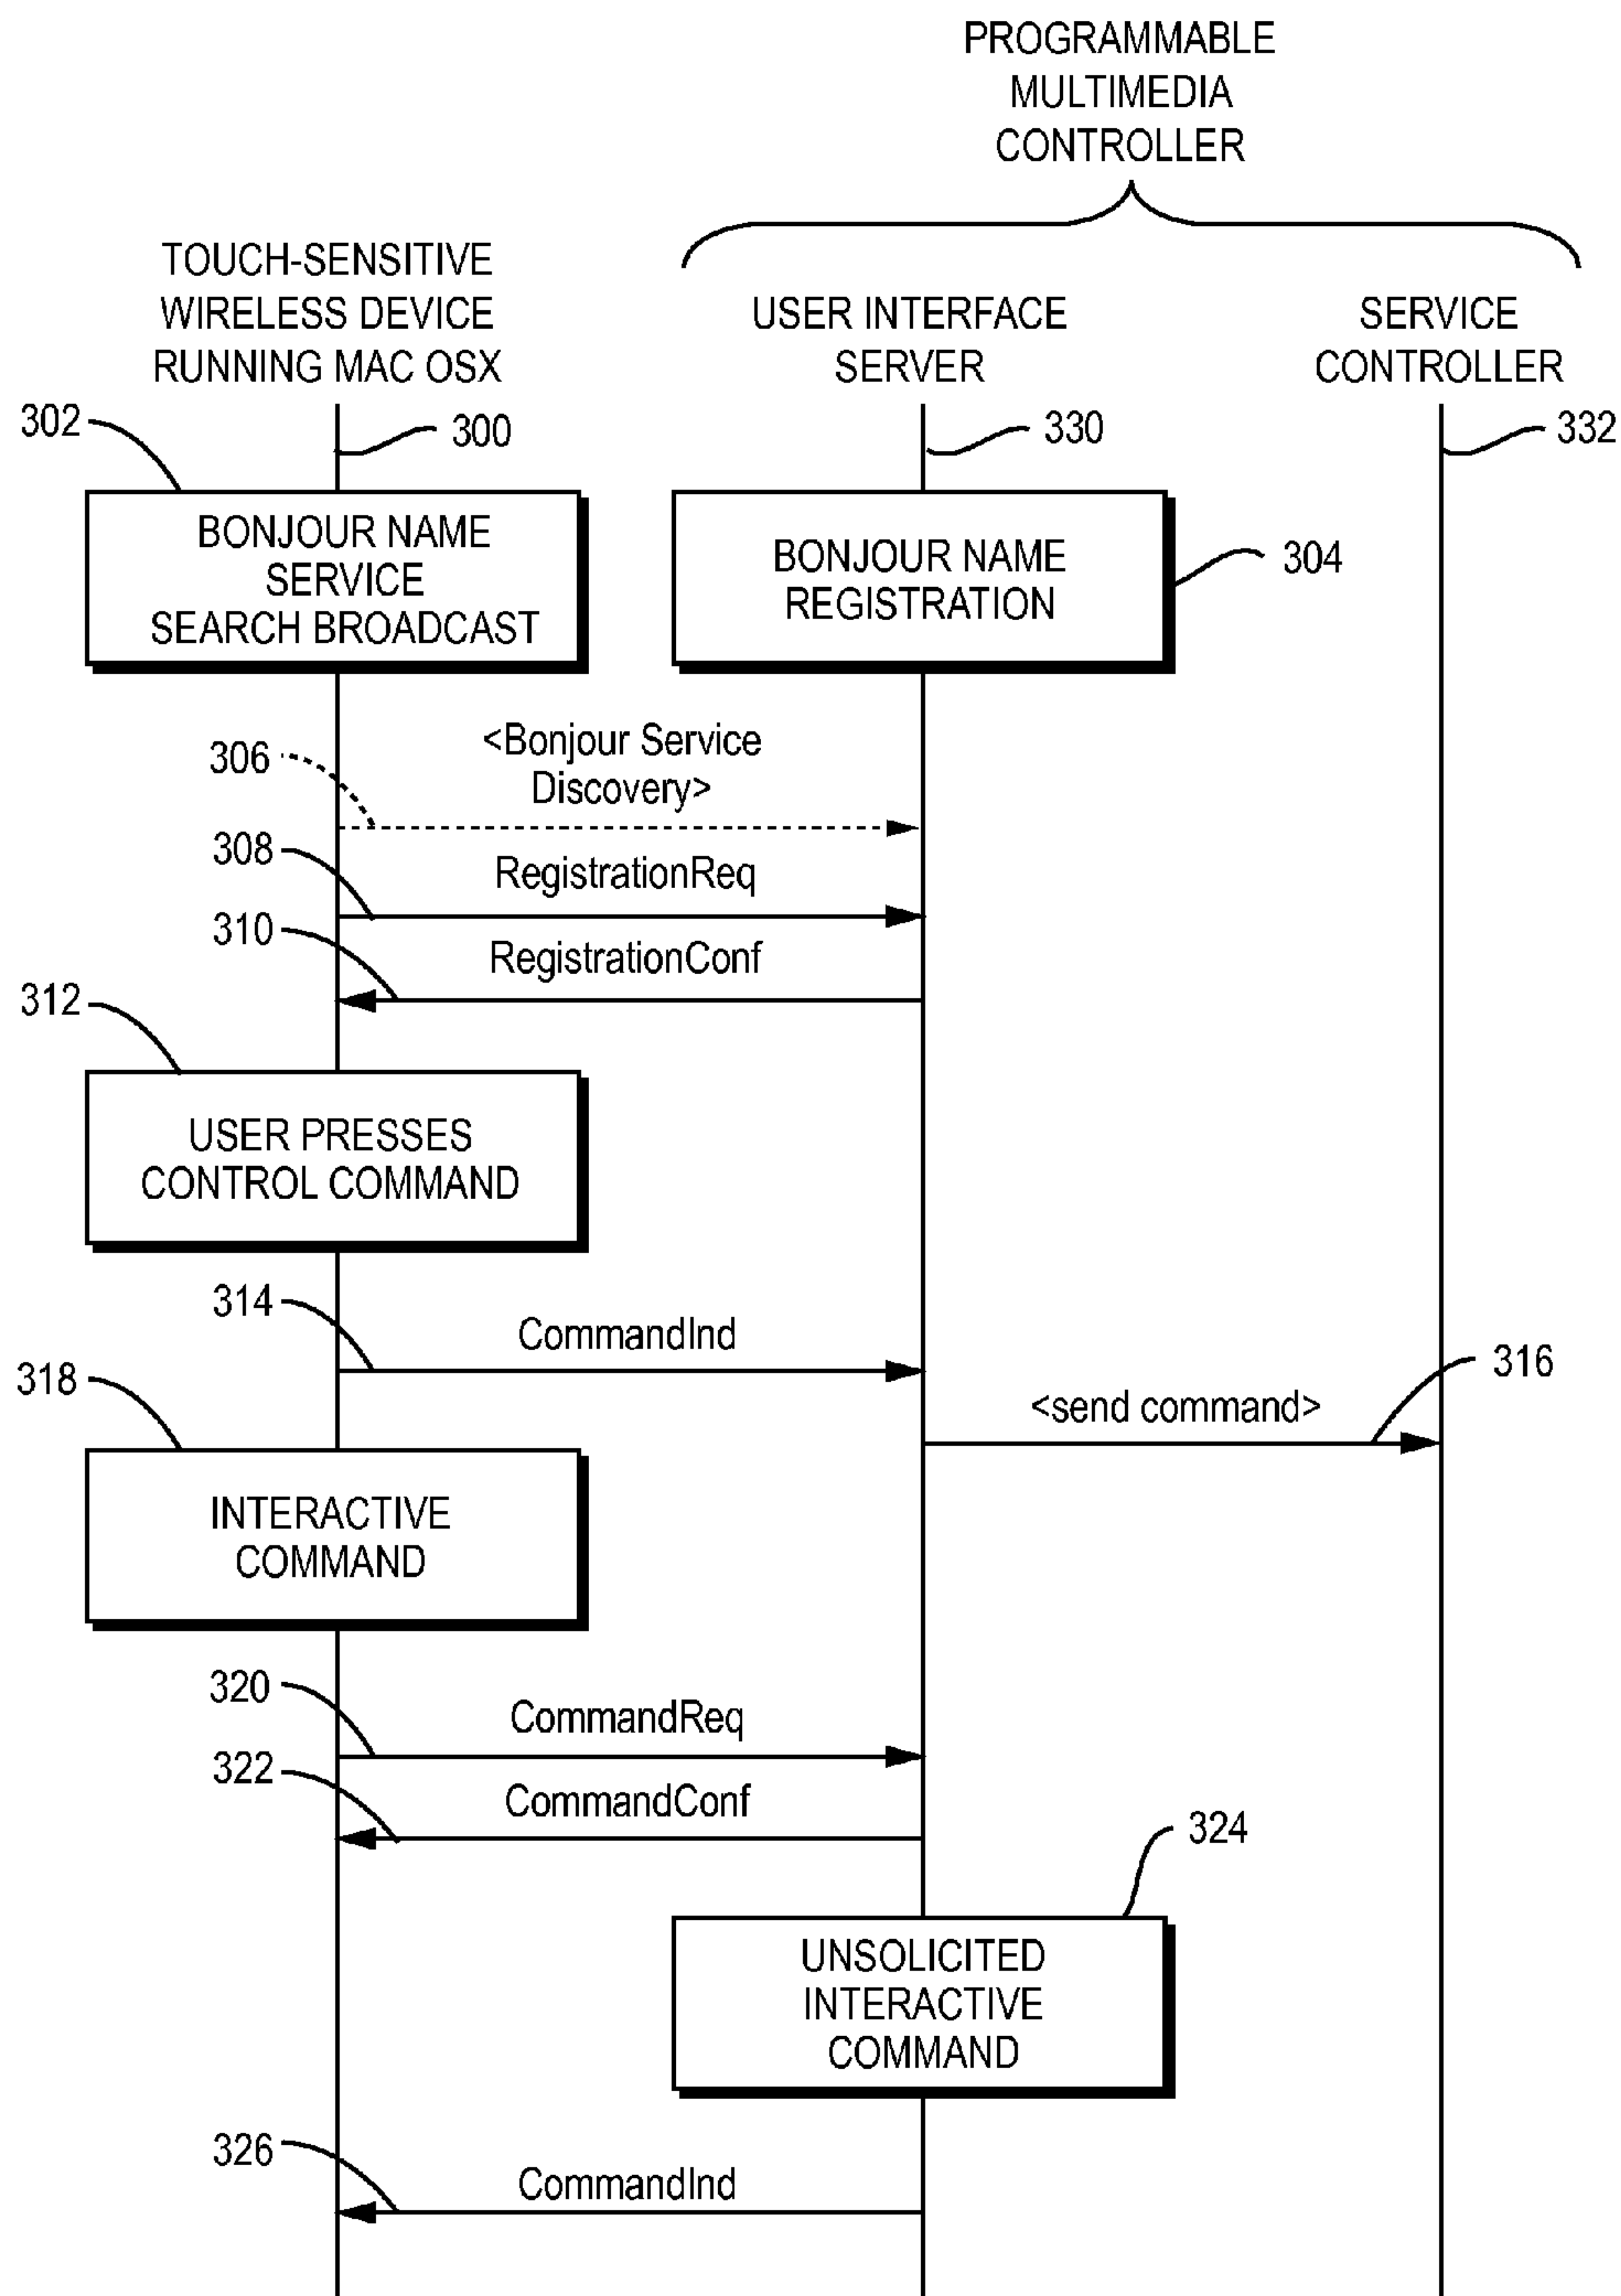 PROGRAMMABLE
MULTIMEDIA
CONTROLLER
TOUCH-SENSITIVE
WIRELESS DEVICE
RUNNING MAC OSX
USER INTERFACE
SERVER
SERVICE
CONTROLLER
302
300
330
332
BONJOUR NAME
SERVICE
SEARCH BROADCAST
BONJOUR NAME
REGISTRATION
304
306
<Bonjour Service
Discovery>
308
RegistrationReq
310
RegistrationConf
312
USER PRESSES
CONTROL COMMAND
314
CommandInd
318
316
<send command>
INTERACTIVE
COMMAND
320
CommandReq
322
CommandConf
324
UNSOLICITED
INTERACTIVE
COMMAND
326
CommandInd